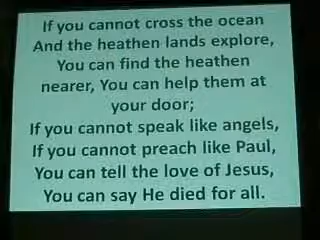 If you cannot cross the ocean
And the heathen lands explore,
You can find the heathen
nearer, You can help them at
your door;
If you cannot speak like angels,
If you cannot preach like Paul,
You can tell the love of Jesus,
You can say He died for all.